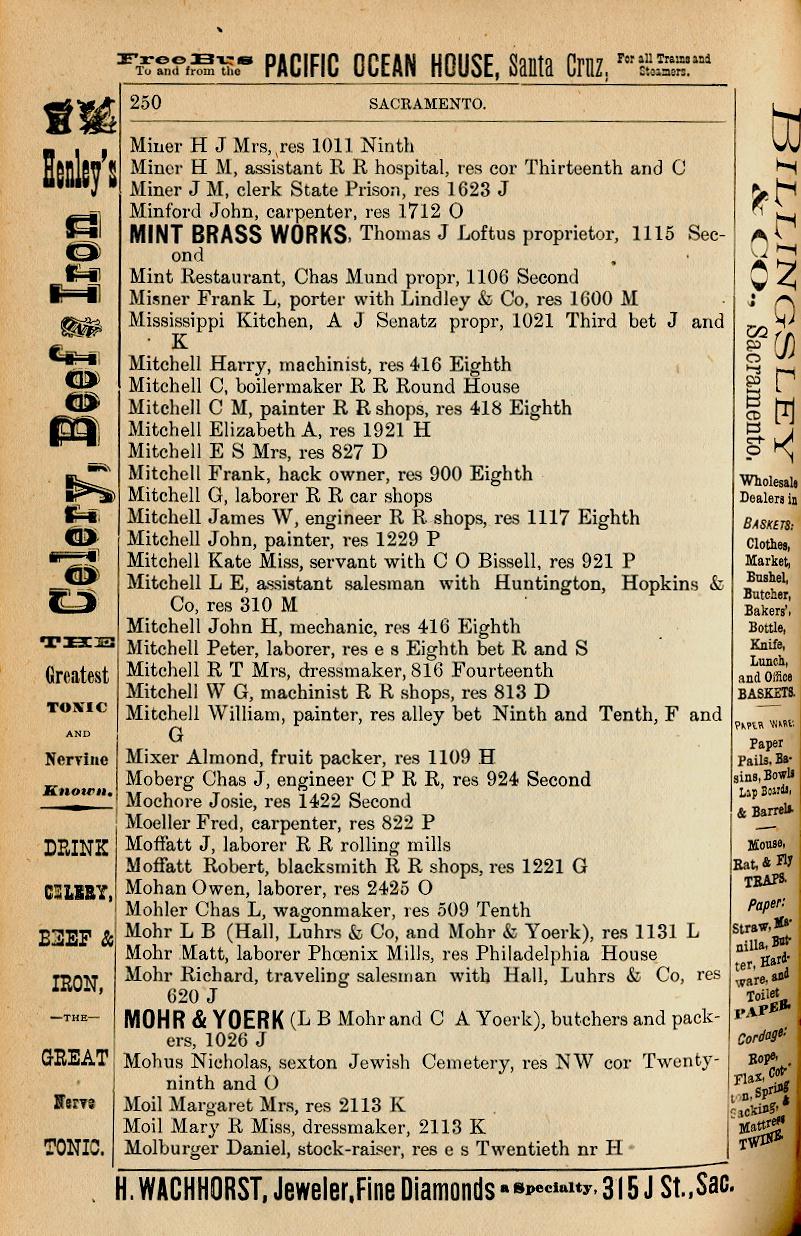 Free Bus
To and from the
PACIFIC OCEAN HOUSE, Santa Cruz,
For all Trains and
Steamers.
250
SACRAMENTO.
Miner H J Mrs, res 1011 Ninth
Miner H M, assistant R R hospital, res cor Thirteenth and C
Miner J M, clerk State Prison, res 1623 J
Minford John, carpenter, res 1712 O
MINT BRASS WORKS, Thomas J Loftus proprietor, 1115 Sec-
ond
Mint Restaurant, Chas Mund propr, 1106 Second
Misner Frank L, porter with Lindley & Co, res 1600 M
Mississippi Kitchen, A J Senatz propr, 1021 Third bet J and
K
Mitchell Harry, machinist, res 416 Eighth
Mitchell C, boilermaker R R Round House
Mitchell C M, painter R R shops, res 418 Eighth
Mitchell Elizabeth A, res 1921 H
Mitchell E S Mrs, res 827 D
Mitchell Frank, hack owner, res 900 Eighth
Mitchell G, laborer R R car shops
Mitchell James W, engineer R R shops, res 1117 Eighth
Mitchell John, painter, res 1229 P
Mitchell Kate Miss, servant with C O Bissell, res 921 P
Mitchell L E, assistant salesman with Huntington, Hopkins &
Co, res 310 M
Mitchell John H, mechanic, res 416 Eighth
Mitchell Peter, laborer, res e s Eighth bet R and S
Mitchell R T Mrs, dressmaker, 816 Fourteenth
Mitchell W G, machinist R R shops, res 813 D
Mitchell William, painter, res alley bet Ninth and Tenth, F and
G
Mixer Almond, fruit packer, res 1109 H
Moberg Chas J, engineer C P R R, res 924 Second
Mochore Josie, res 1422 Second
Moeller Fred, carpenter, res 822 P
Moffatt J, laborer R R rolling mills
Moffatt Robert, blacksmith R R shops, res 1221 G
Mohan Owen, laborer, res 2425 O
Mohler Chas L, wagonmaker, res 509 Tenth
Mohr L B (Hall, Luhrs & Co, and Mohr & Yoerk), res 1131 L
Mohr Matt, laborer Phœnix Mills, res Philadelphia House
Mohr Richard, traveling salesman with Hall, Luhrs & Co, res
620 J
MOHR & YOERK (L B Mohr and C A Yoerk), butchers and pack-
ers, 1026 J
Mohus Nicholas, sexton Jewish Cemetery, res NW cor Twenty-
ninth and O
Moil Margaret Mrs, res 2113 K
Moil Mary R Miss, dressmaker, 2113 K
Molburger Daniel, stock-raiser, res e s Twentieth nr H
Henley's
Celery, Beef and Iron
THE
Greatest
TONIC
AND
Nervine
Known.
DRINK
CELERY,
BEEF &
IRON,
—THE—
GREAT
Nerve
TONIC.
BILLINGSLEY
& CO., Sacramento.
Wholesale
Dealers in
BASKETS:
Clothes,
Market,
Bushel,
Butcher,
Bakers',
Bottle,
Knife,
Lunch,
and Office
BASKETS.
PAPER WARE:
Paper
Pails, Ba-
sins, Bowls
Lap Boards,
& Barrels.
Mouse,
Rat, & Fly
TRAPS.
Paper:
Straw, Ma-
nilla, But-
ter, Hard-
ware, and
Toilet
PAPER.
Cordage:
Rope,
Flax, Cot-
ton, Spring
Sacking, &
Mattress
TWINE.
H. WACHHORST, Jeweler, Fine Diamonds a Specialty, 315 J St., Sac.